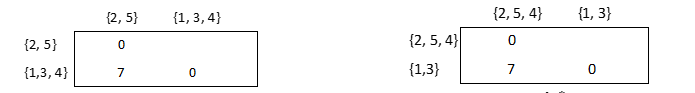 {2, 5} {1, 3, 4}
{2, 5} 0
{1,3, 4} 7 0
{2, 5, 4} {1, 3}
{2, 5, 4} 0
{1,3} 7 0